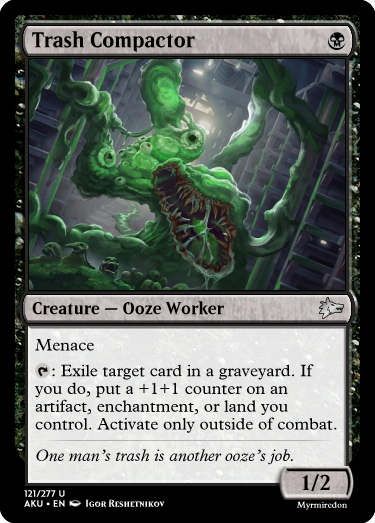 Trash Compactor
Creature — Ooze Worker
Menace
: Exile target card in a graveyard. If
you do, put a +1+1 counter on an
artifact, enchantment, or land you
control. Activate only outside of combat.
One man's trash is another ooze's job.
1/2
121/277 U
AKU • EN Igor Reshetnikov
Myrmiredon